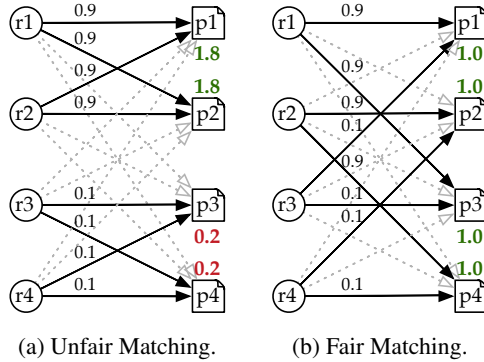 r1 0.9 p1
0.9 1.8
0.9 1.8
r2 0.9 p2
r3 0.1 p3
0.1 0.2
0.1 0.2
r4 0.1 p4
(a) Unfair Matching.
r1 0.9 p1
0.9 1.0
1.0
r2 0.9 p2
0.1
0.9
r3 0.1 p3
0.1 1.0
1.0
r4 0.1 p4
(b) Fair Matching.